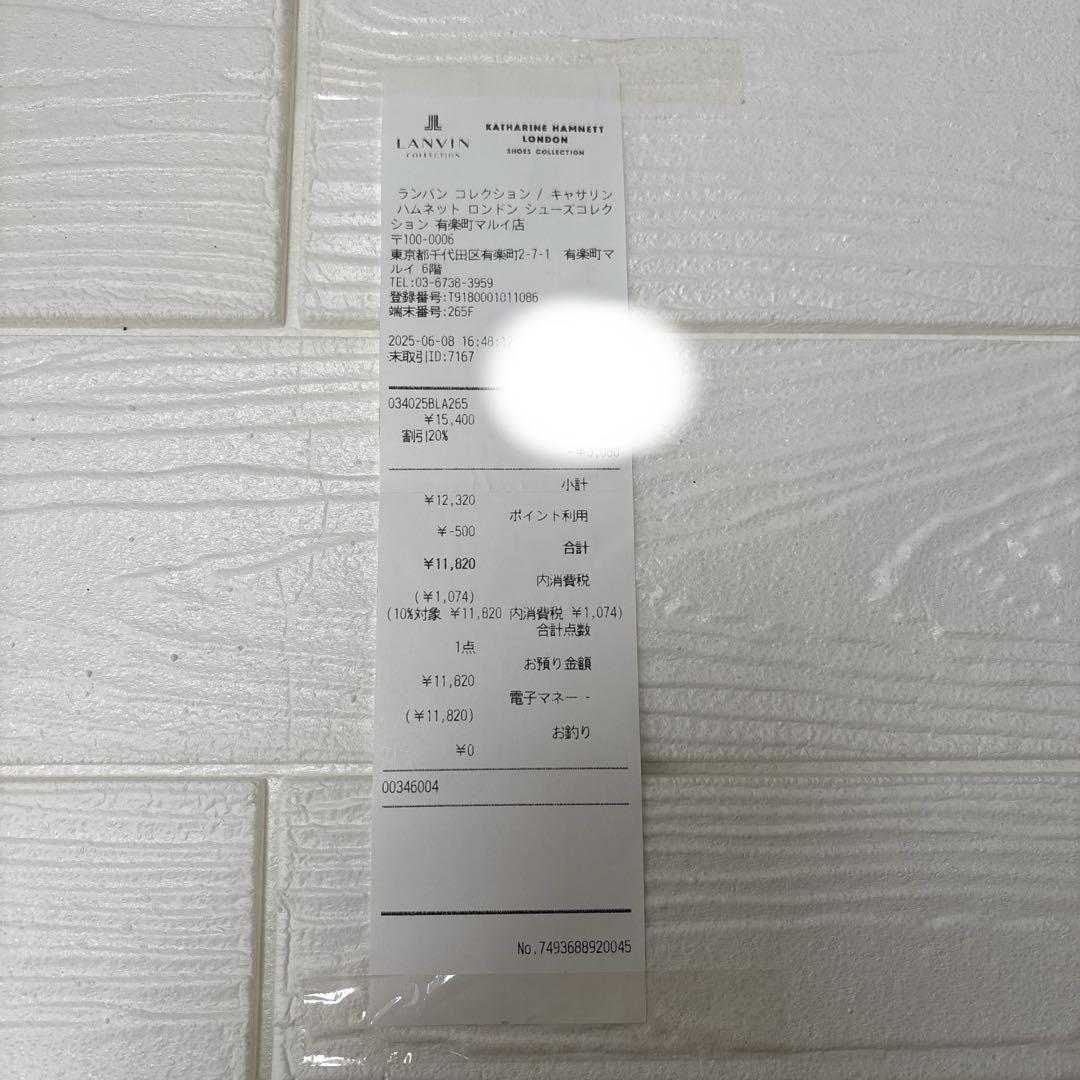 LANVIN
COLLECTION
KATHARINE HAMNETT
LONDON
SHOES COLLECTION
ランバン コレクション / キャサリン
ハムネット ロンドン シューズコレク
ション 有楽町マルイ店
〒100-0006
東京都千代田区有楽町2-7-1 有楽町マ
ルイ 6階
TEL:03-6738-3959
登録番号:T9180001011086
端末番号:265F
2025-06-08 16:48:12
末取引ID:7167
034025BLA265
¥15,400
割引20%
小計
¥12,320
ポイント利用
¥-500
合計
¥11,820
内消費税
(¥1,074)
(10%対象 ¥11,820 内消費税 ¥1,074)
合計点数
1点
お預り金額
¥11,820
電子マネー -
(¥11,820)
お釣り
¥0
00346004
No.7493688920045